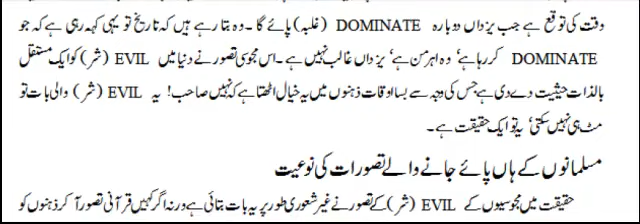 وقت کی توقع ہے جب یزداں دوبارہ DOMINATE (غلبہ) پائے گا ۔ وہ بتا رہے ہیں کہ تاریخ تو یہی کہہ رہی ہے کہ جو
DOMINATE کر رہا ہے' وہ اہرمن ہے' یزداں غالب نہیں ہے ۔ اس مجوسی تصور نے دنیا میں EVIL (شر) کو ایک مستقل
بالذات حیثیت دے دی ہے جس کی وجہ سے بسا اوقات ذہنوں میں یہ خیال اٹھتا ہے کہ نہیں صاحب! یہ EVIL (شر) والی بات تو
مٹ ہی نہیں سکتی' یہ تو ایک حقیقت ہے ۔
مسلمانوں کے ہاں پائے جانے والے تصورات کی نوعیت
حقیقت میں مجوسیوں کے EVIL (شر) کے تصور نے غیر شعوری طور پر یہ بات بتائی ہے ورنہ اگر کہیں قرآنی تصور آ کر ذہنوں کو